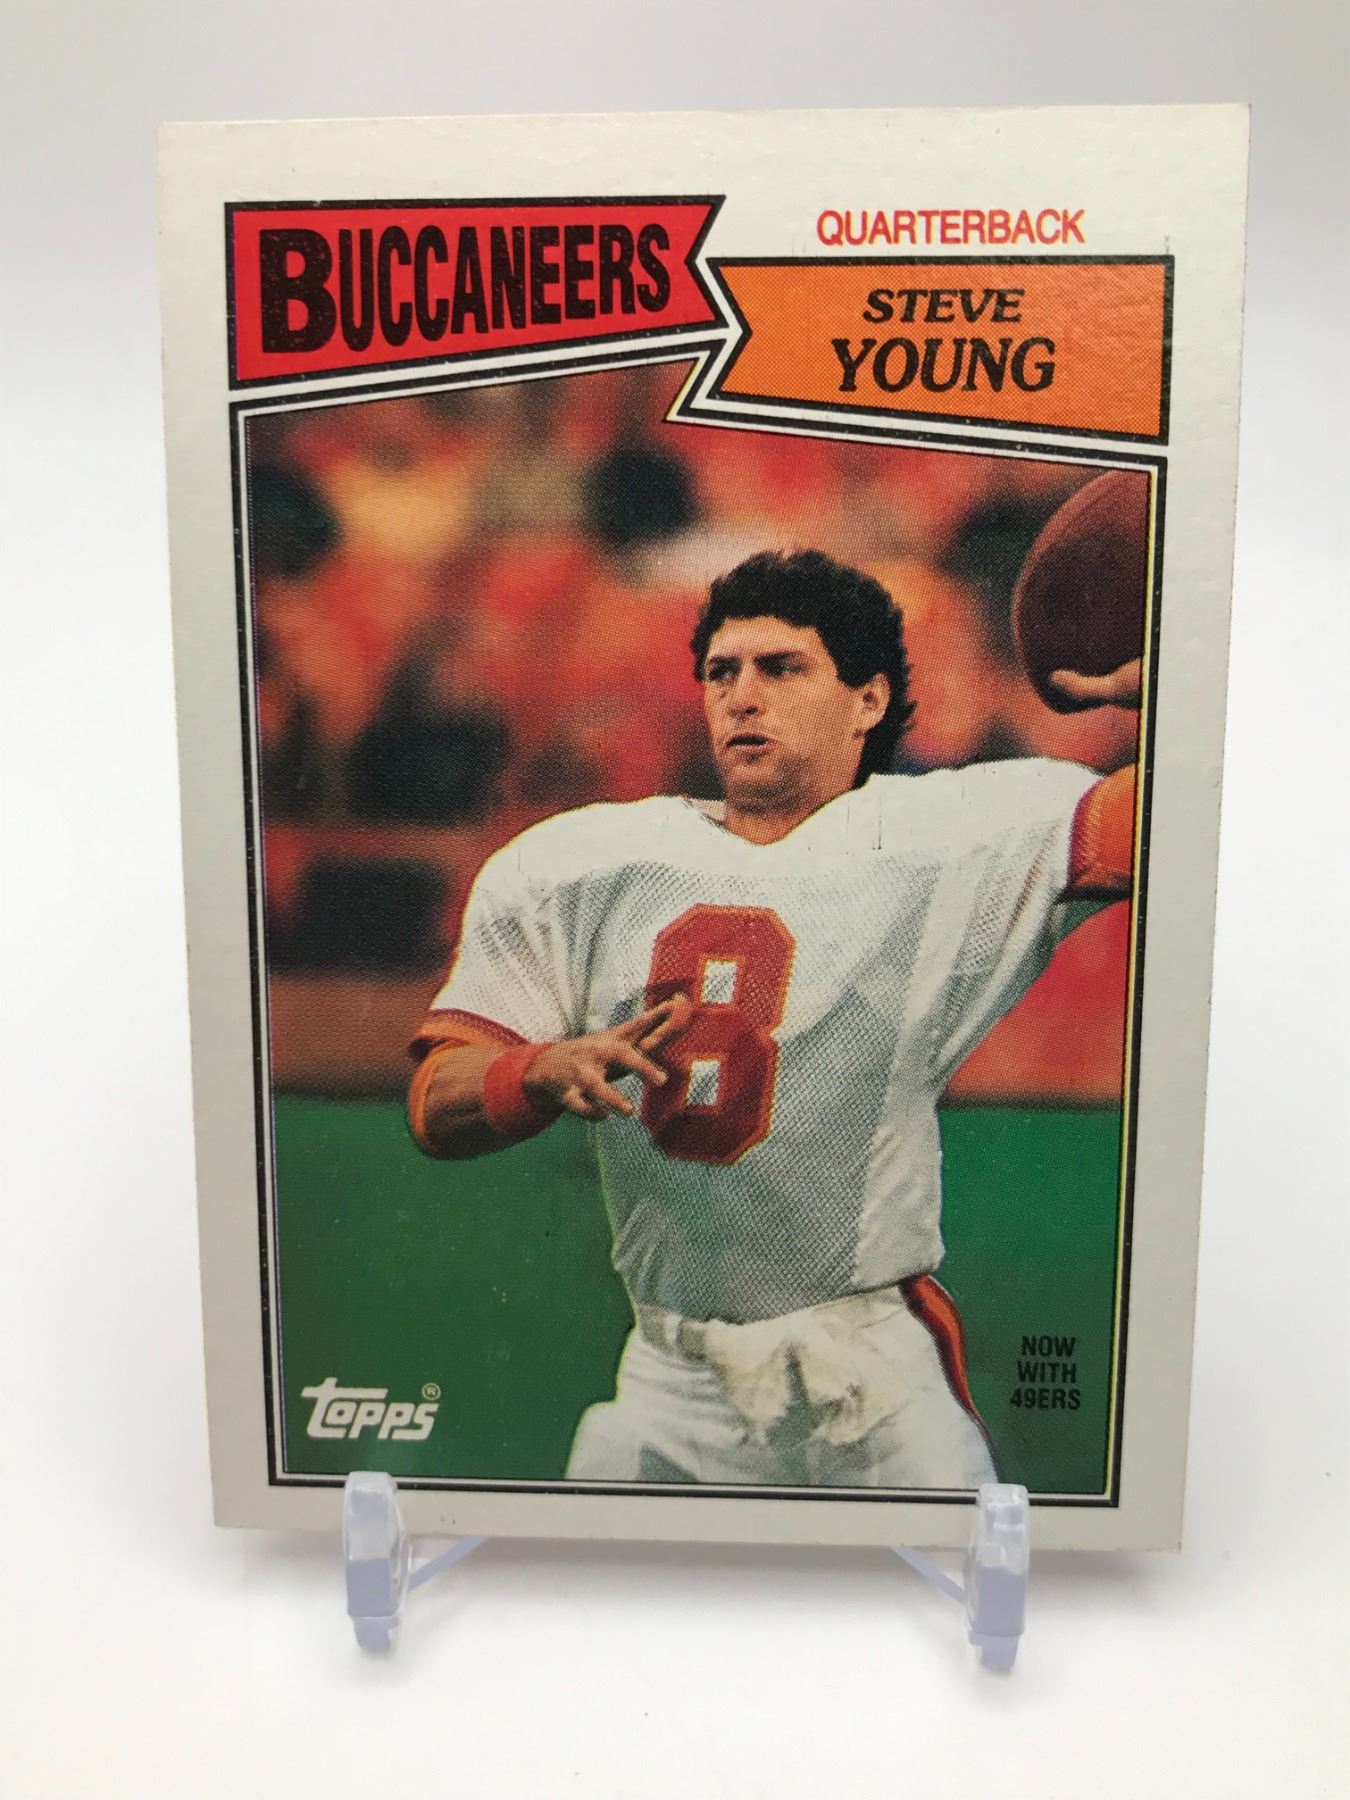 BUCCANEERS
QUARTERBACK
STEVE
YOUNG
8
NOW
WITH
49ERS
topps®